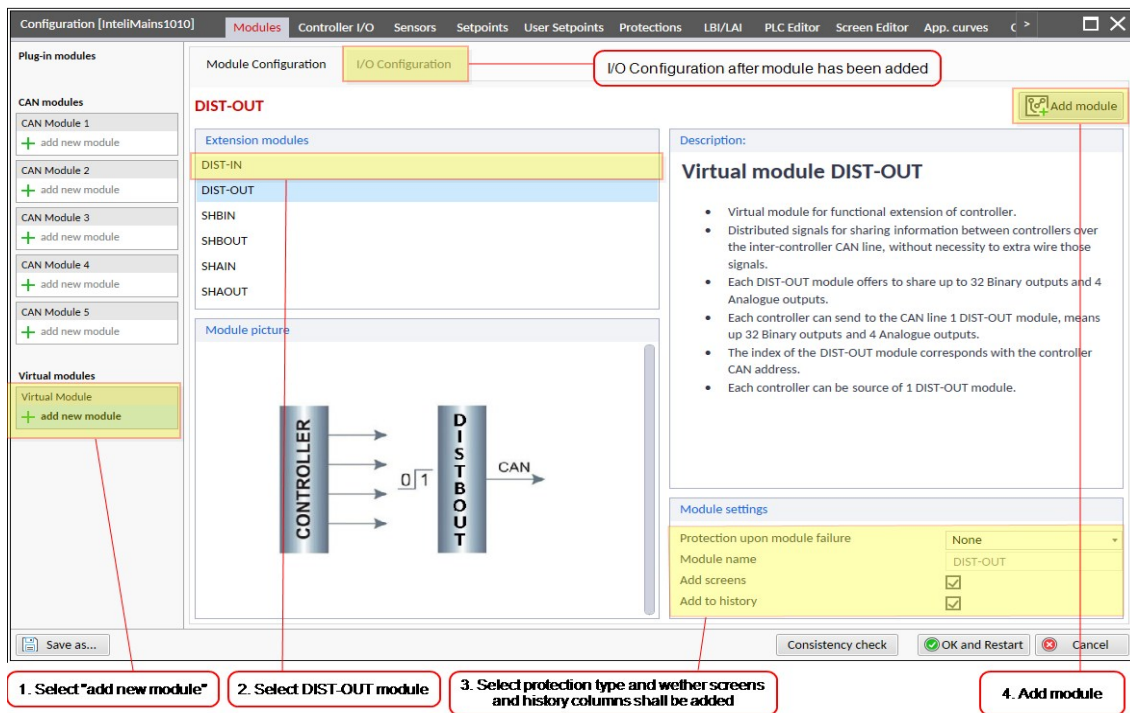 Configuration [InteliMains1010]
Modules
Controller I/O
Sensors
Setpoints
User Setpoints
Protections
LBI/LAI
PLC Editor
Screen Editor
App. curves
>
Plug-in modules
Module Configuration
I/O Configuration
I/O Configuration after module has been added
CAN modules
CAN Module 1
add new module
CAN Module 2
add new module
CAN Module 3
add new module
CAN Module 4
add new module
CAN Module 5
add new module
Virtual modules
Virtual Module
add new module
DIST-OUT
Add module
Extension modules
DIST-IN
DIST-OUT
SHBIN
SHBOUT
SHAIN
SHAOUT
Module picture
CONTROLLER
0 1
DISTBOUT
CAN
Description:
Virtual module DIST-OUT
• Virtual module for functional extension of controller.
• Distributed signals for sharing information between controllers over
the inter-controller CAN line, without necessity to extra wire those
signals.
• Each DIST-OUT module offers to share up to 32 Binary outputs and 4
Analogue outputs.
• Each controller can send to the CAN line 1 DIST-OUT module, means
up 32 Binary outputs and 4 Analogue outputs.
• The index of the DIST-OUT module corresponds with the controller
CAN address.
• Each controller can be source of 1 DIST-OUT module.
Module settings
Protection upon module failure
None
Module name
DIST-OUT
Add screens
Add to history
Save as...
Consistency check
OK and Restart
Cancel
1. Select "add new module"
2. Select DIST-OUT module
3. Select protection type and wether screens
and history columns shall be added
4. Add module